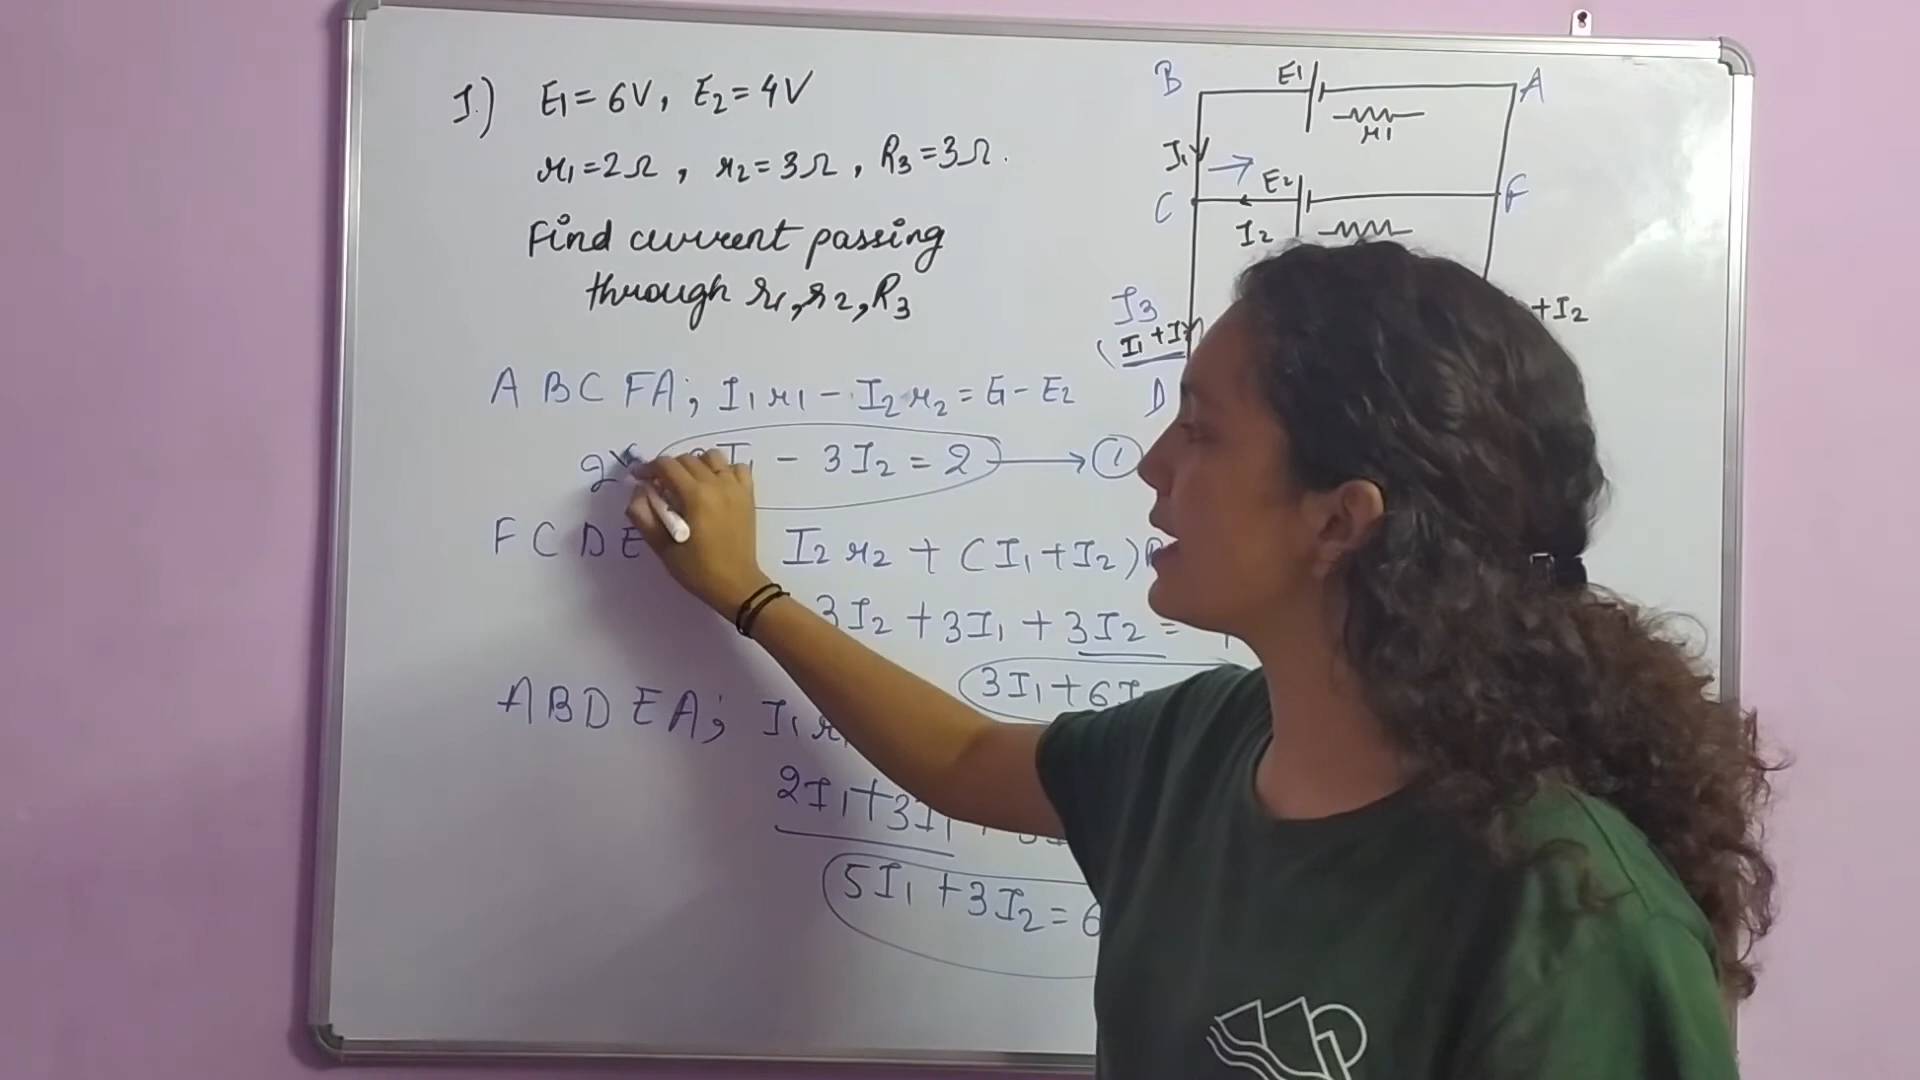 1.) E1 = 6V, E2 = 4V
r1 = 2Ω, r2 = 3Ω, R3 = 3Ω.
Find current passing
through r1, r2, R3
A B C F A; I1 r1 - I2 r2 = E1 - E2
2 I1 - 3I2 = 2 → 1
F C D E
I2 r2 + (I1 + I2)
3I2 + 3I1 + 3I2 =
3I1 + 6I
A B D E A; I1 r1
2I1 + 3I1
5I1 + 3I2 = 6
B E1 A
r1
I1
C E2 F
I2
I3
(I1 + I2)
+I2
D